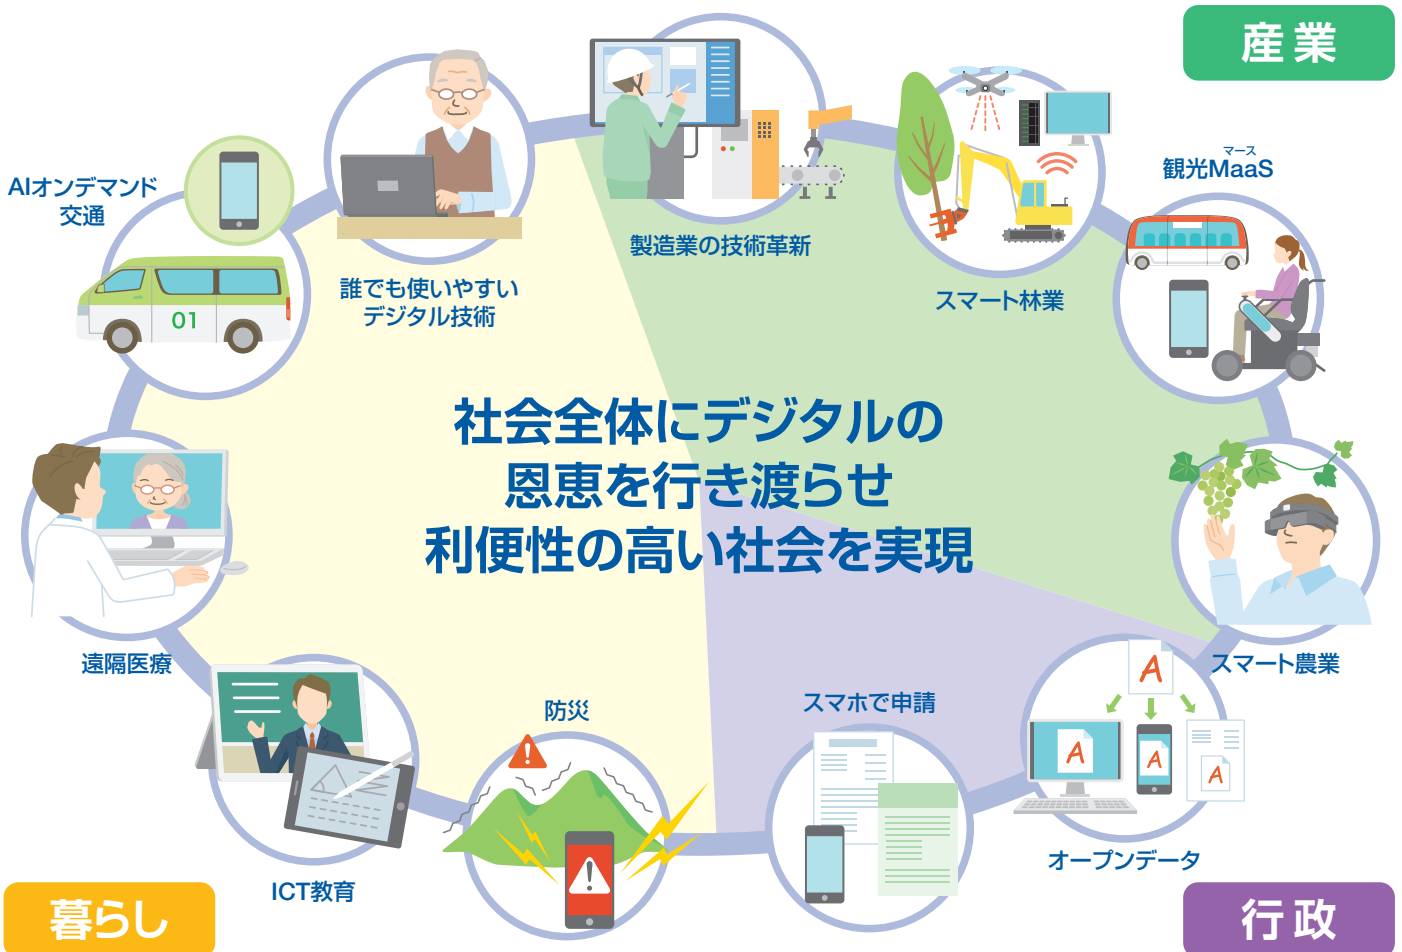 産業
AIオンデマンド
交通
誰でも使いやすい
デジタル技術
製造業の技術革新
スマート林業
マース
観光MaaS
01
社会全体にデジタルの
恩恵を行き渡らせ
利便性の高い社会を実現
遠隔医療
スマート農業
ICT教育
防災
スマホで申請
A
A
A
A
オープンデータ
暮らし
行政